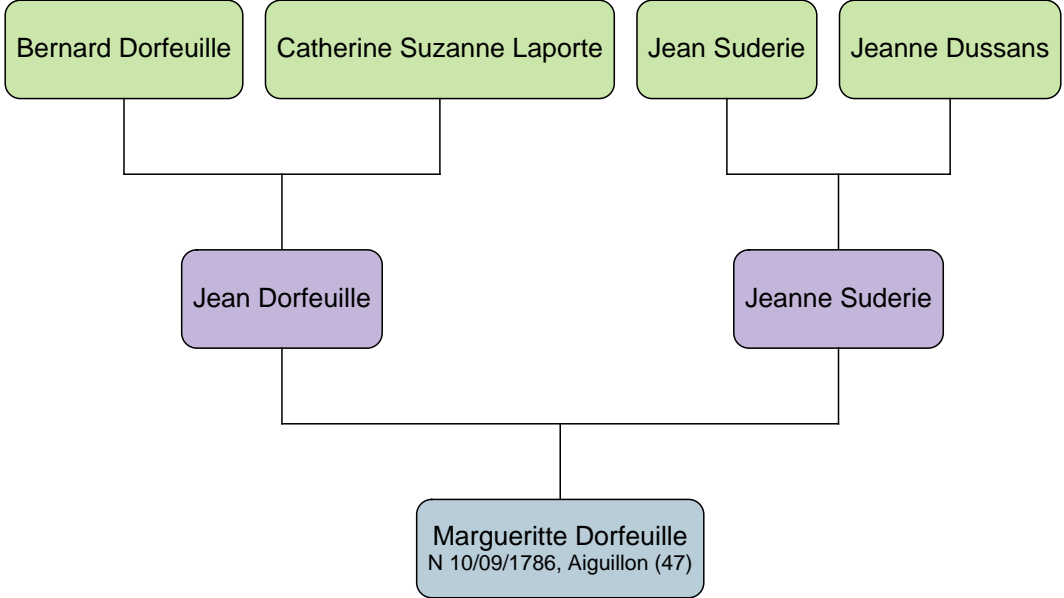 Bernard Dorfeuille
Catherine Suzanne Laporte
Jean Suderie
Jeanne Dussans
Jean Dorfeuille
Jeanne Suderie
Margueritte Dorfeuille
N 10/09/1786, Aiguillon (47)